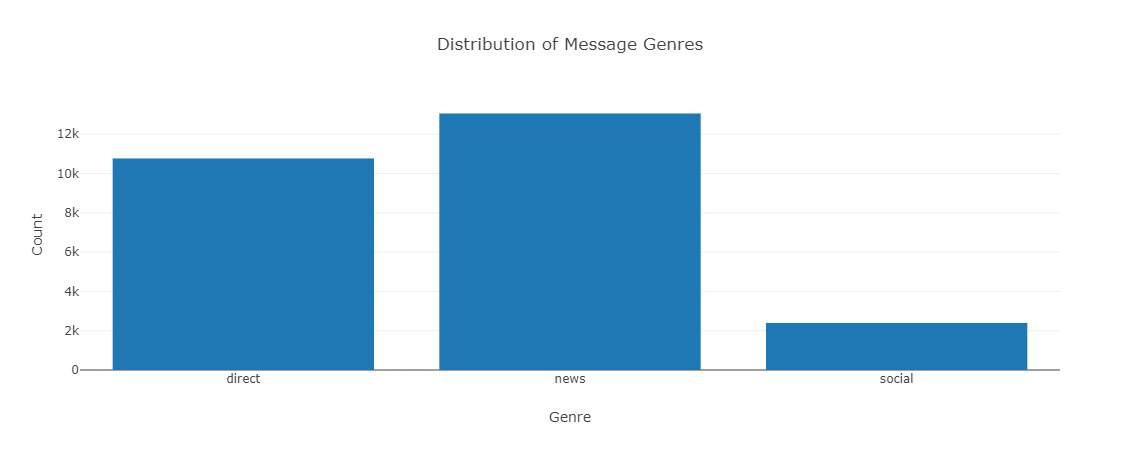 Distribution of Message Genres
12k
10k
8k
6k
4k
2k
0
Count
direct
news
social
Genre